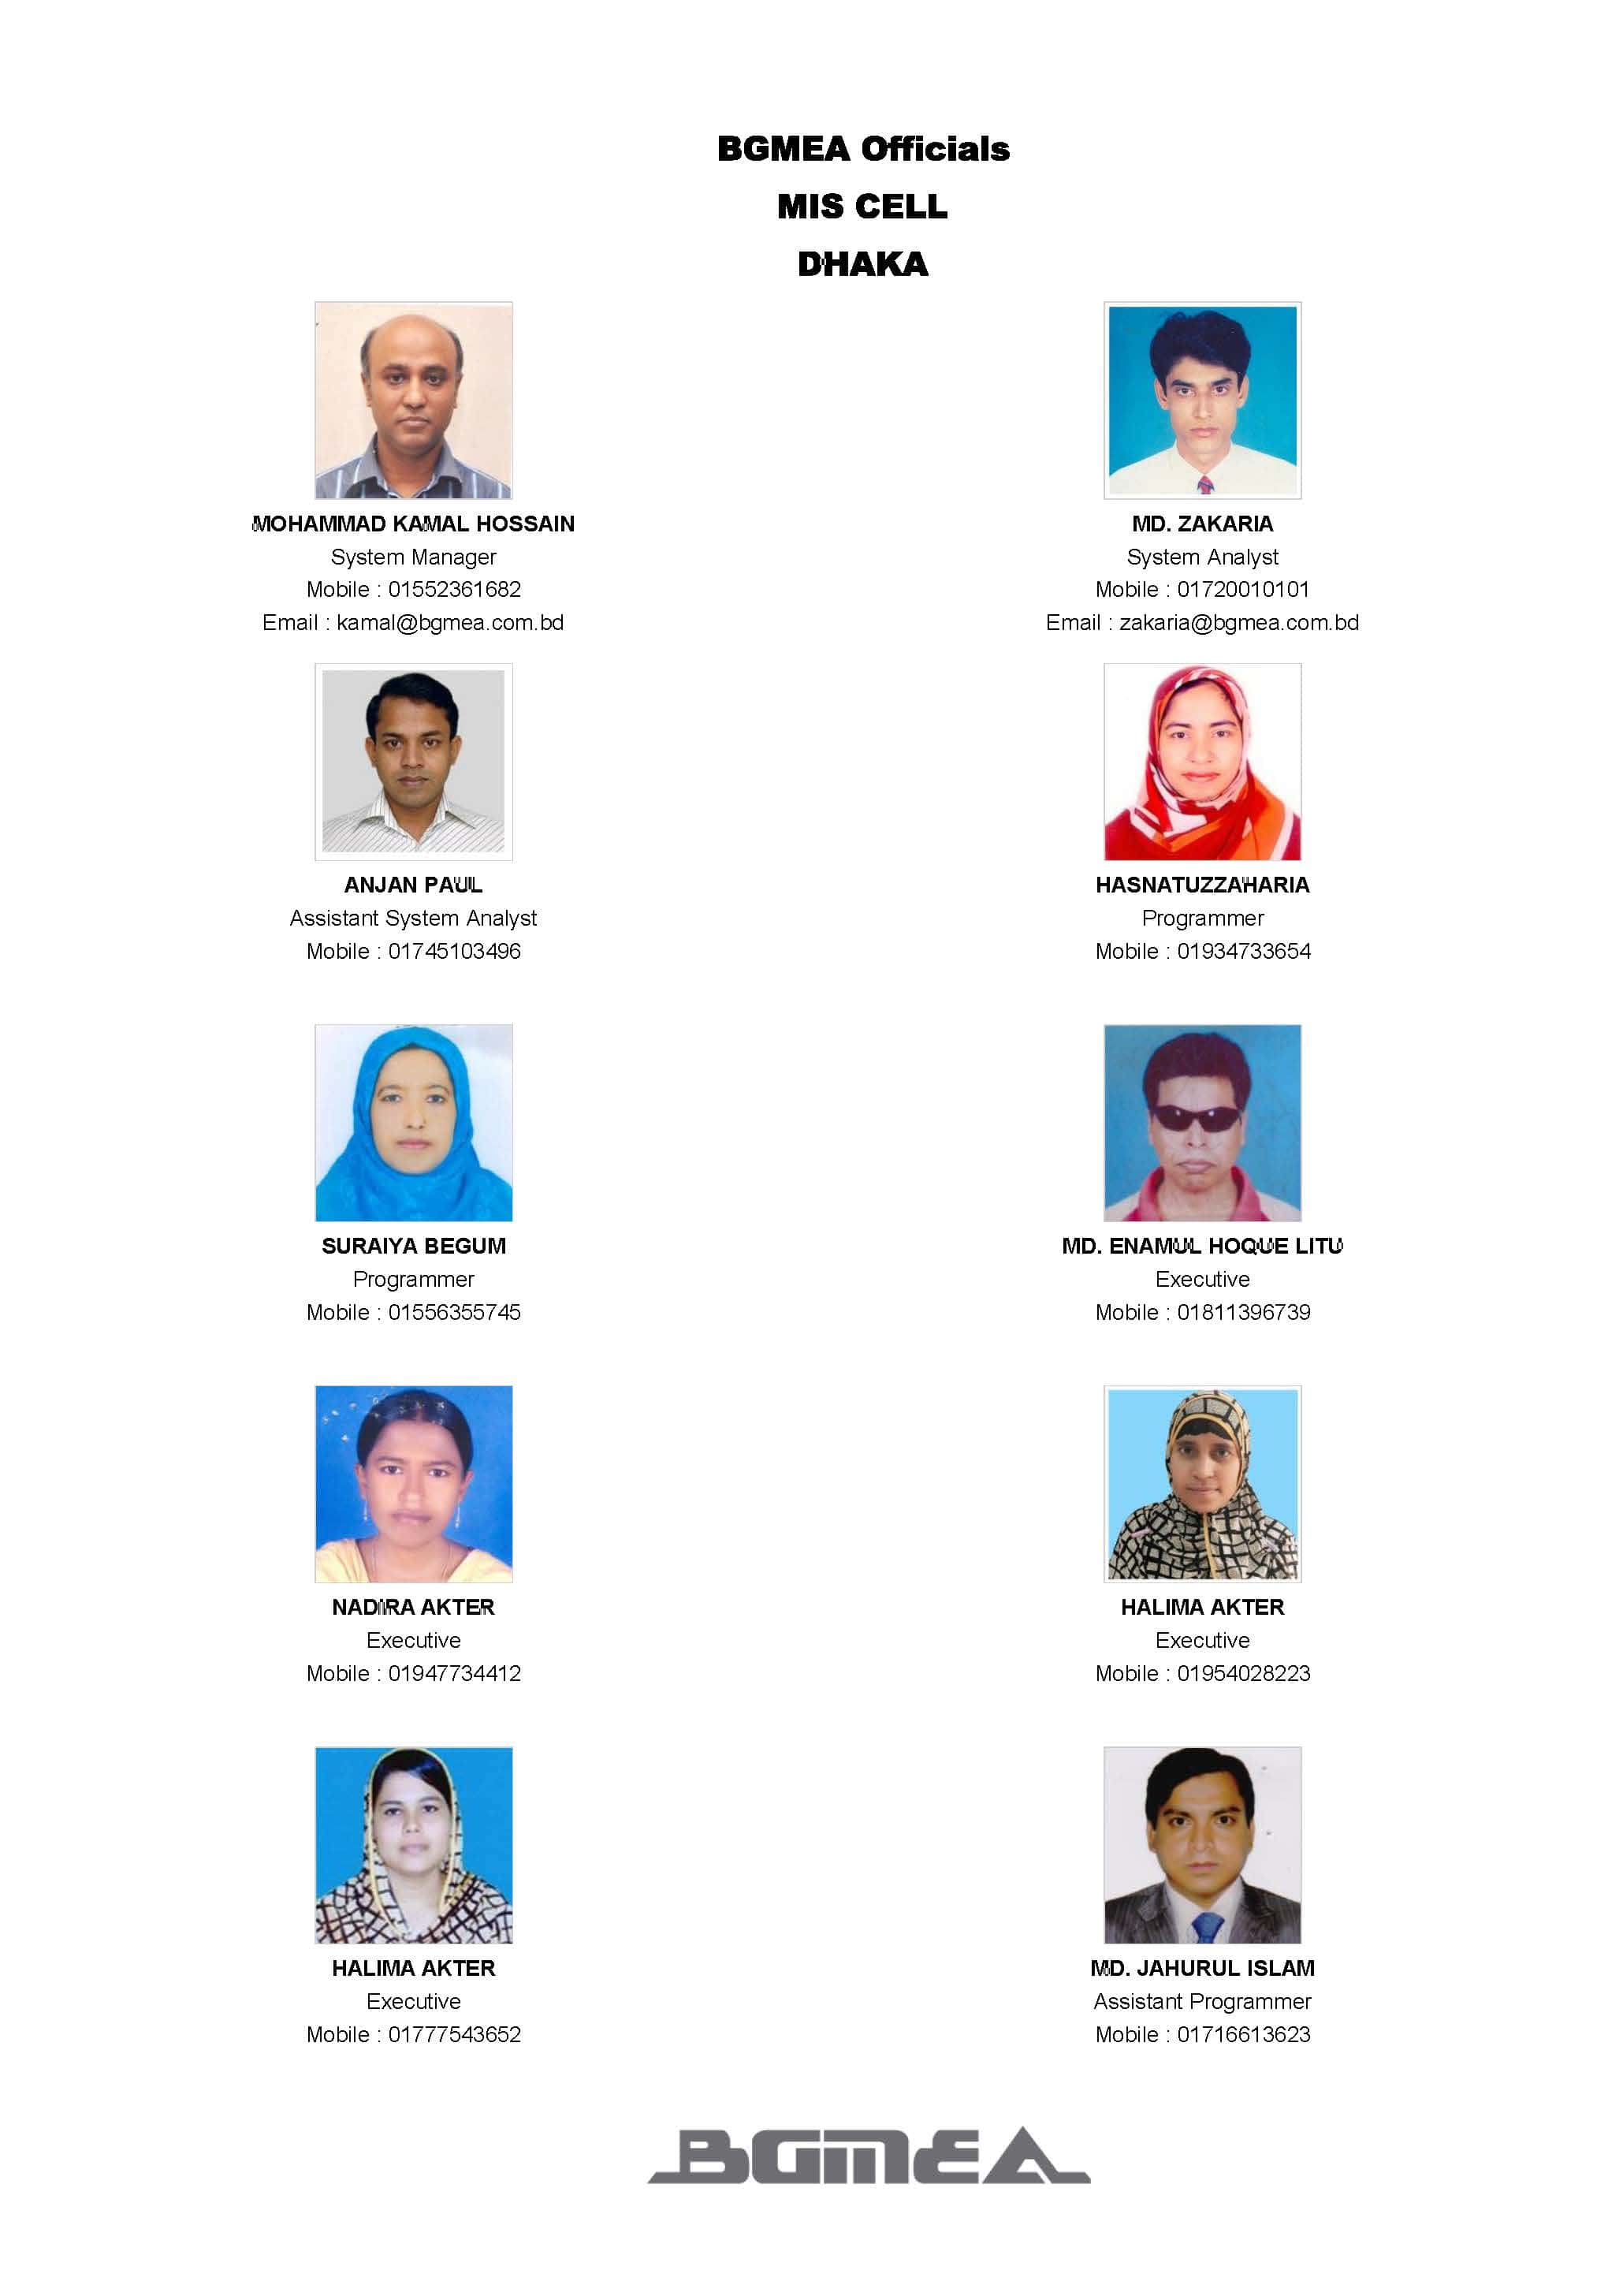 BGMEA Officials
MIS CELL
DHAKA
MOHAMMAD KAMAL HOSSAIN
System Manager
Mobile : 01552361682
Email : kamal@bgmea.com.bd
MD. ZAKARIA
System Analyst
Mobile : 01720010101
Email : zakaria@bgmea.com.bd
ANJAN PAUL
Assistant System Analyst
Mobile : 01745103496
HASNATUZZAHARIA
Programmer
Mobile : 01934733654
SURAIYA BEGUM
Programmer
Mobile : 01556355745
MD. ENAMUL HOQUE LITU
Executive
Mobile : 01811396739
NADIRA AKTER
Executive
Mobile : 01947734412
HALIMA AKTER
Executive
Mobile : 01954028223
HALIMA AKTER
Executive
Mobile : 01777543652
MD. JAHURUL ISLAM
Assistant Programmer
Mobile : 01716613623
BGMEA